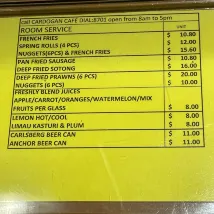 call CARDOGAN CAFE DIAL:8701 open from 8am to 5pm
ROOM SERVICE UNIT
FRENCH FRIES $ 10.80
SPRING ROLLS (4 PCS) $ 12.00
NUGGETS(6PCS) & FRENCH FRIES $ 15.60
PAN FRIED SAUSAGE $ 10.80
DEEP FRIED SOTONG $ 16.00
DEEP FRIED PRAWNS (6 PCS) $ 20.00
NUGGETS (6 PCS) $ 10.00
FRESHLY BLEND JUICES
APPLE/CARROT/ORANGES/WATERMELON/MIX
FRUITS PER GLASS $ 8.00
LEMON HOT/COOL $ 8.00
LIMAU KASTURI & PLUM $ 8.00
CARLSBERG BEER CAN $ 11.00
ANCHOR BEER CAN $ 11.00